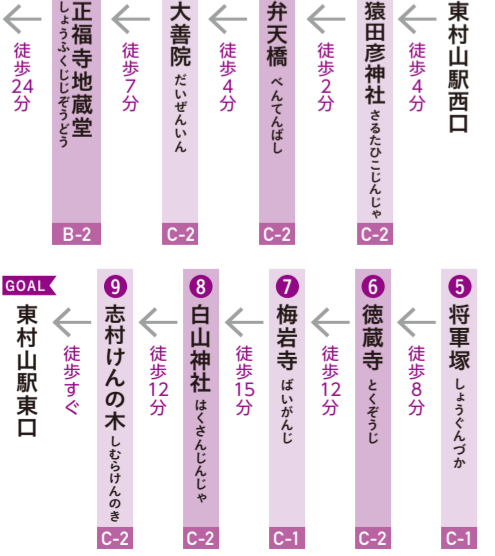 東村山駅西口
徒歩4分
猿田彦神社 さるたひこじんじゃ
C-2
徒歩2分
弁天橋 べんてんばし
C-2
徒歩4分
大善院 だいぜんいん
C-2
徒歩7分
正福寺地蔵堂
しょうふくじじぞうどう
B-2
徒歩24分
5 将軍塚 しょうぐんづか
C-1
徒歩8分
6 徳蔵寺 とくぞうじ
C-2
徒歩12分
7 梅岩寺 ばいがんじ
C-1
徒歩15分
8 白山神社 はくさんじんじゃ
C-2
徒歩12分
9 志村けんの木 しむらけんのき
C-2
徒歩すぐ
GOAL
東村山駅東口